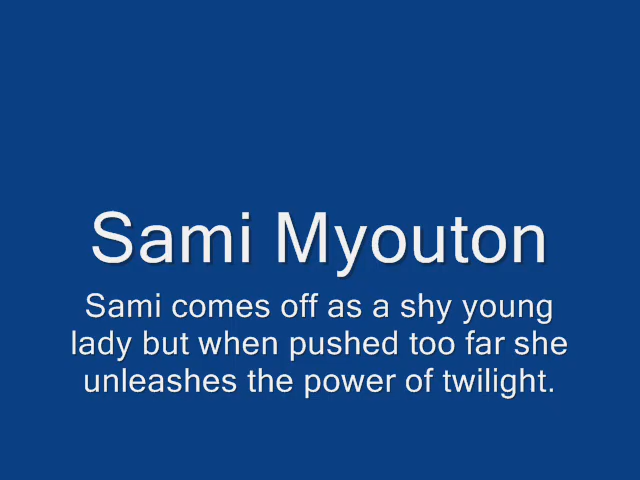 Sami Myouton
Sami comes off as a shy young
lady but when pushed too far she
unleashes the power of twilight.